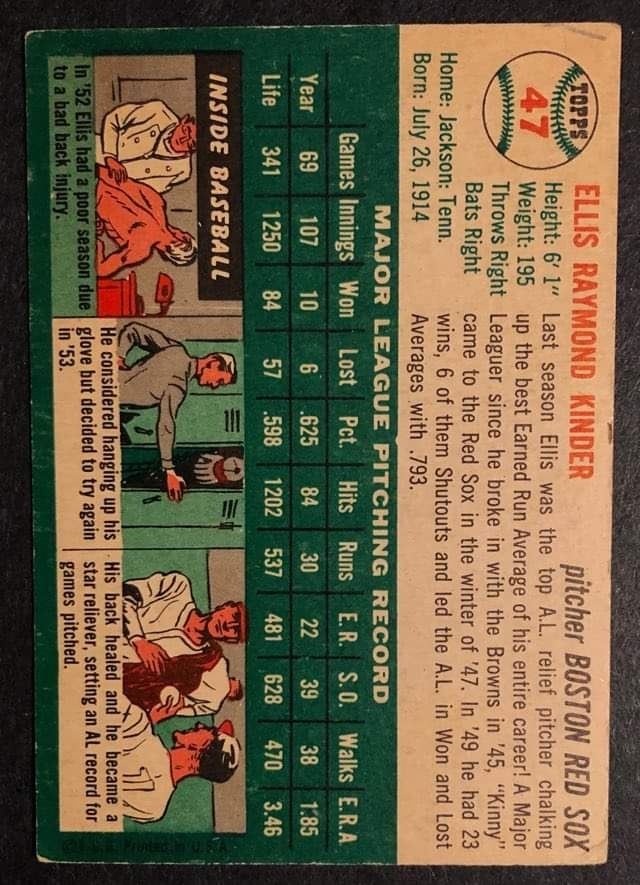 TOPPS
47
ELLIS RAYMOND KINDER
pitcher BOSTON RED SOX
Height: 6' 1"
Weight: 195
Throws Right
Bats Right
Home: Jackson: Tenn.
Born: July 26, 1914
Last season Ellis was the top A.L. relief pitcher chalking
up the best Earned Run Average of his entire career! A Major
Leaguer since he broke in with the Browns in '45, "Kinny"
came to the Red Sox in the winter of '47. In '49 he had 23
wins, 6 of them Shutouts and led the A.L. in Won and Lost
Averages with .793.
MAJOR LEAGUE PITCHING RECORD
Games Innings Won Lost Pct. Hits Runs E.R. S.O. Walks E.R.A
Year 69 107 10 6 .625 84 30 22 39 38 1.85
Life 341 1250 84 57 .598 1202 537 481 628 470 3.46
INSIDE BASEBALL
In '52 Ellis had a poor season due
to a bad back injury.
He considered hanging up his
glove but decided to try again
in '53.
His back healed and he became a
star reliever, setting an AL record for
games pitched.
Printed in U.S.A.